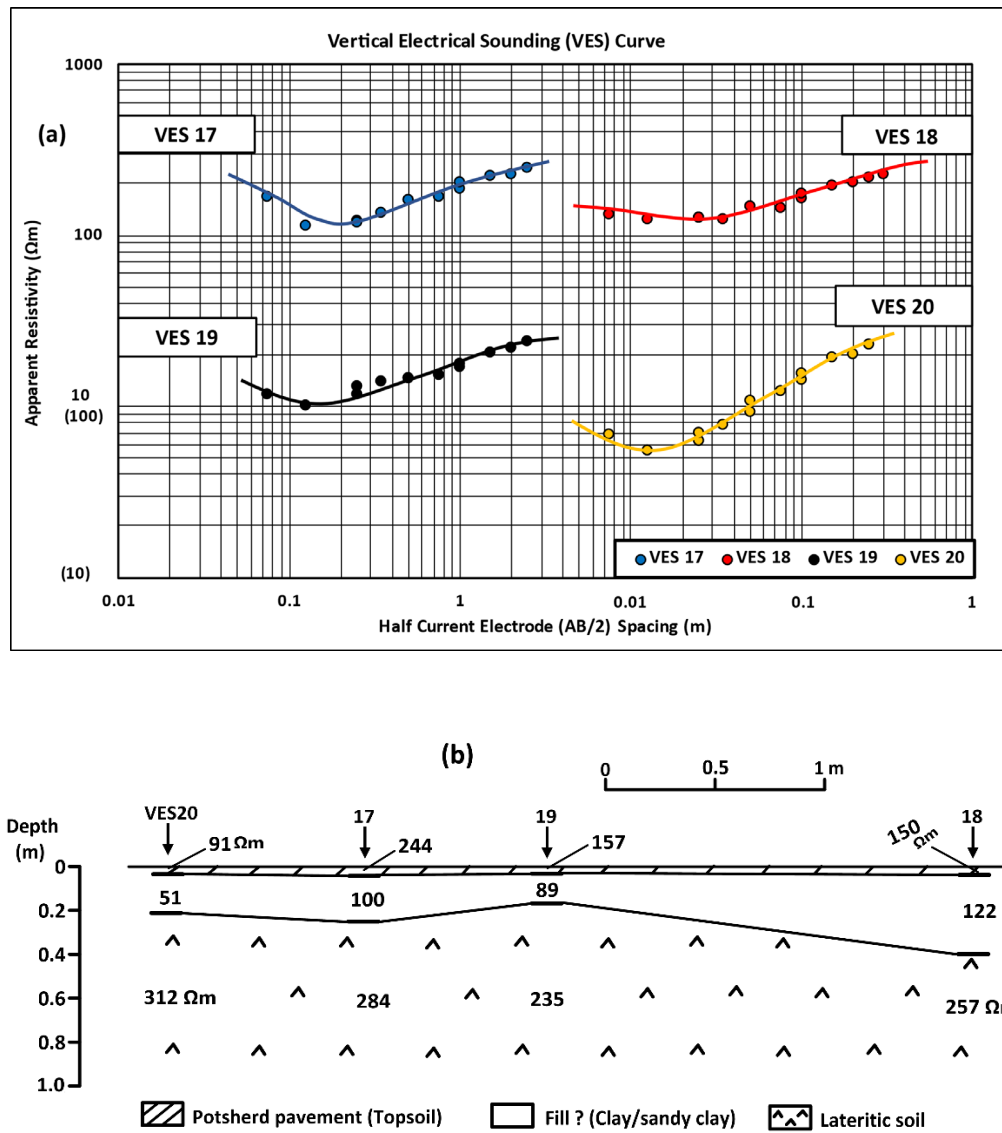 Vertical Electrical Sounding (VES) Curve
(a)
Apparent Resistivity (Ωm)
1000
100
10
(100)
(10)
VES 17
VES 18
VES 19
VES 20
VES 17 VES 18 VES 19 VES 20
0.01 0.1 1 0.01 0.1 1
Half Current Electrode (AB/2) Spacing (m)
(b)
0 0.5 1 m
Depth
(m)
VES20 17 19 18
91 Ωm 244 157 150 Ωm
0
51 100 89 122
0.2
0.4
312 Ωm 284 235 257 Ω
0.6
0.8
1.0
Potsherd pavement (Topsoil) Fill ? (Clay/sandy clay) Lateritic soil